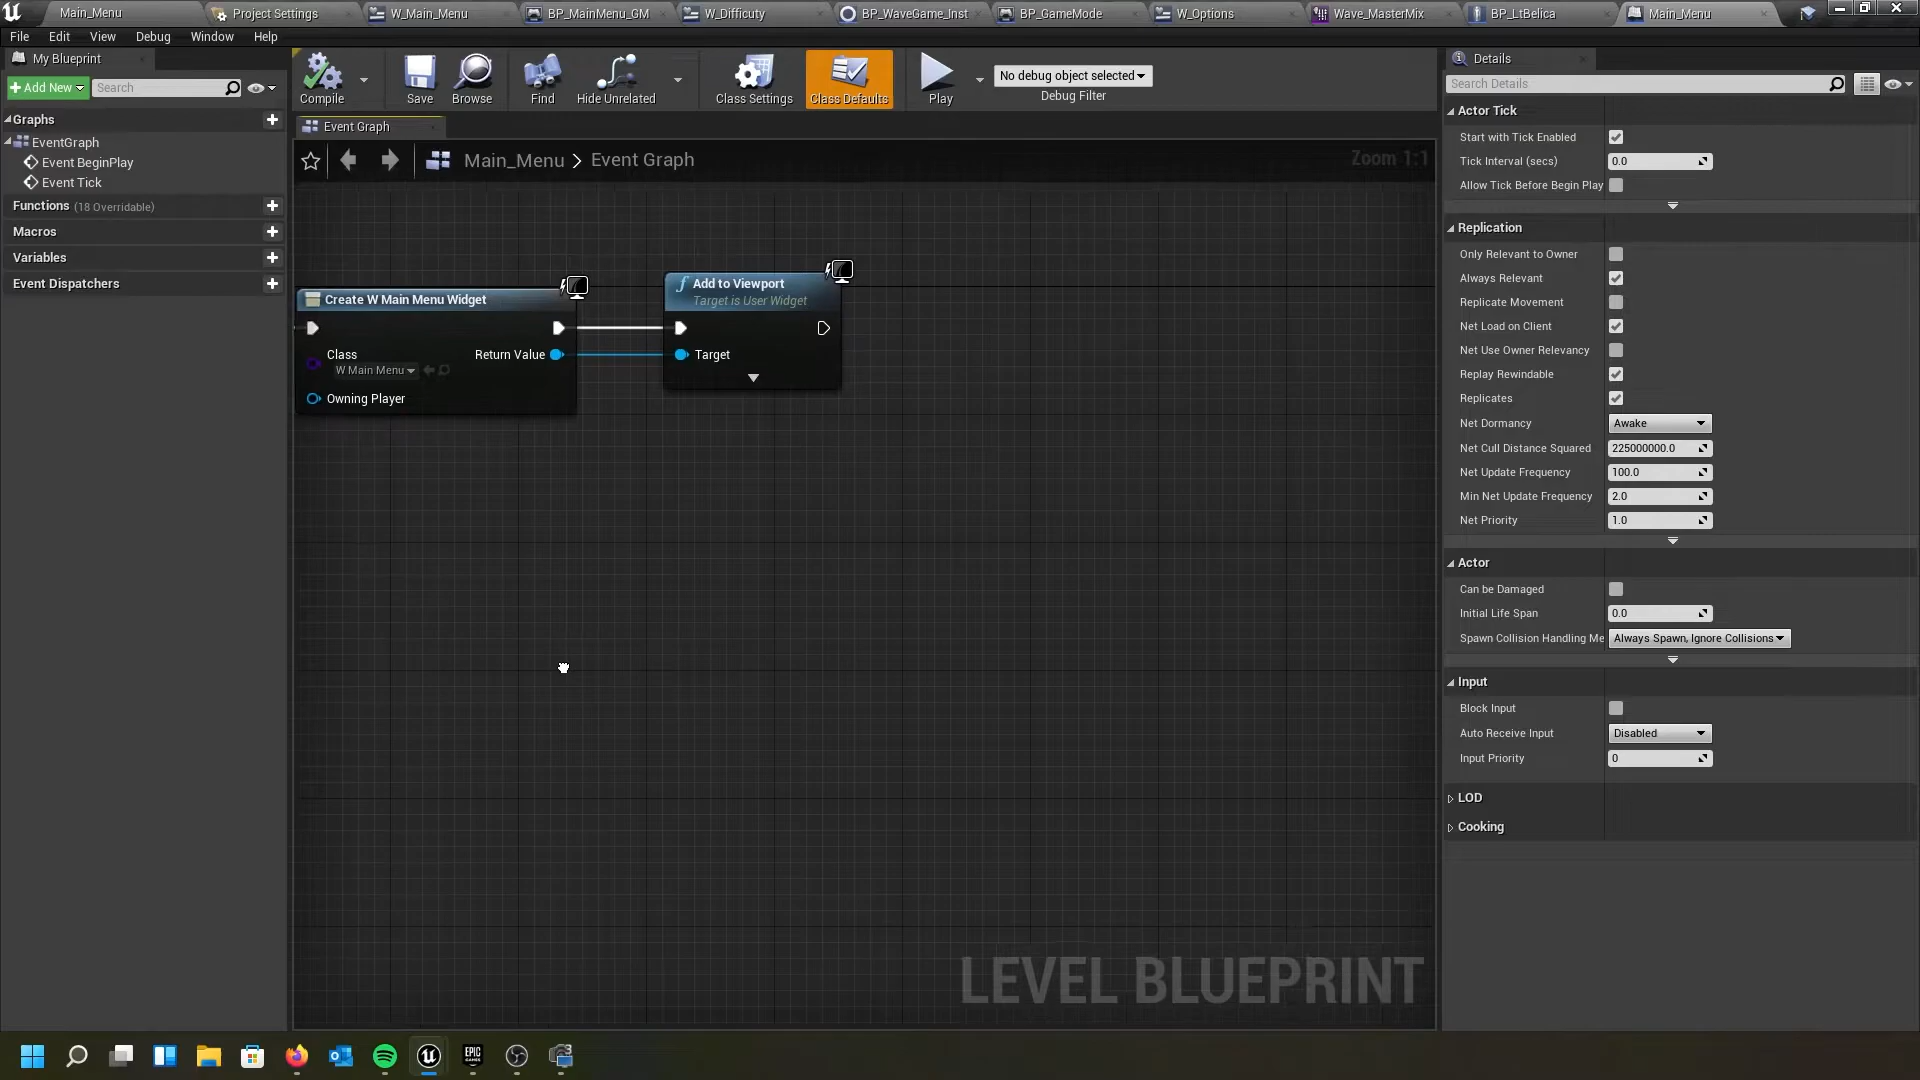 Main_Menu
Project Settings
W_Main_Menu
BP_MainMenu_GM
W_Difficuty
BP_WaveGame_Inst
BP_GameMode
W_Options
Wave_MasterMix
BP_LtBelica
Main_Menu
File
Edit
View
Debug
Window
Help
My Blueprint
Add New
Search
Graphs
EventGraph
Event BeginPlay
Event Tick
Functions (18 Overridable)
Macros
Variables
Event Dispatchers
Compile
Save
Browse
Find
Hide Unrelated
Class Settings
Class Defaults
Play
No debug object selected
Debug Filter
Event Graph
Main_Menu > Event Graph
Zoom 1:1
Create W Main Menu Widget
Class
W Main Menu
Return Value
Owning Player
f Add to Viewport
Target is User Widget
Target
LEVEL BLUEPRINT
Details
Search Details
Actor Tick
Start with Tick Enabled
Tick Interval (secs) 0.0
Allow Tick Before Begin Play
Replication
Only Relevant to Owner
Always Relevant
Replicate Movement
Net Load on Client
Net Use Owner Relevancy
Replay Rewindable
Replicates
Net Dormancy Awake
Net Cull Distance Squared 225000000.0
Net Update Frequency 100.0
Min Net Update Frequency 2.0
Net Priority 1.0
Actor
Can be Damaged
Initial Life Span 0.0
Spawn Collision Handling Me Always Spawn, Ignore Collisions
Input
Block Input
Auto Receive Input Disabled
Input Priority 0
LOD
Cooking
EPIC
GAMES